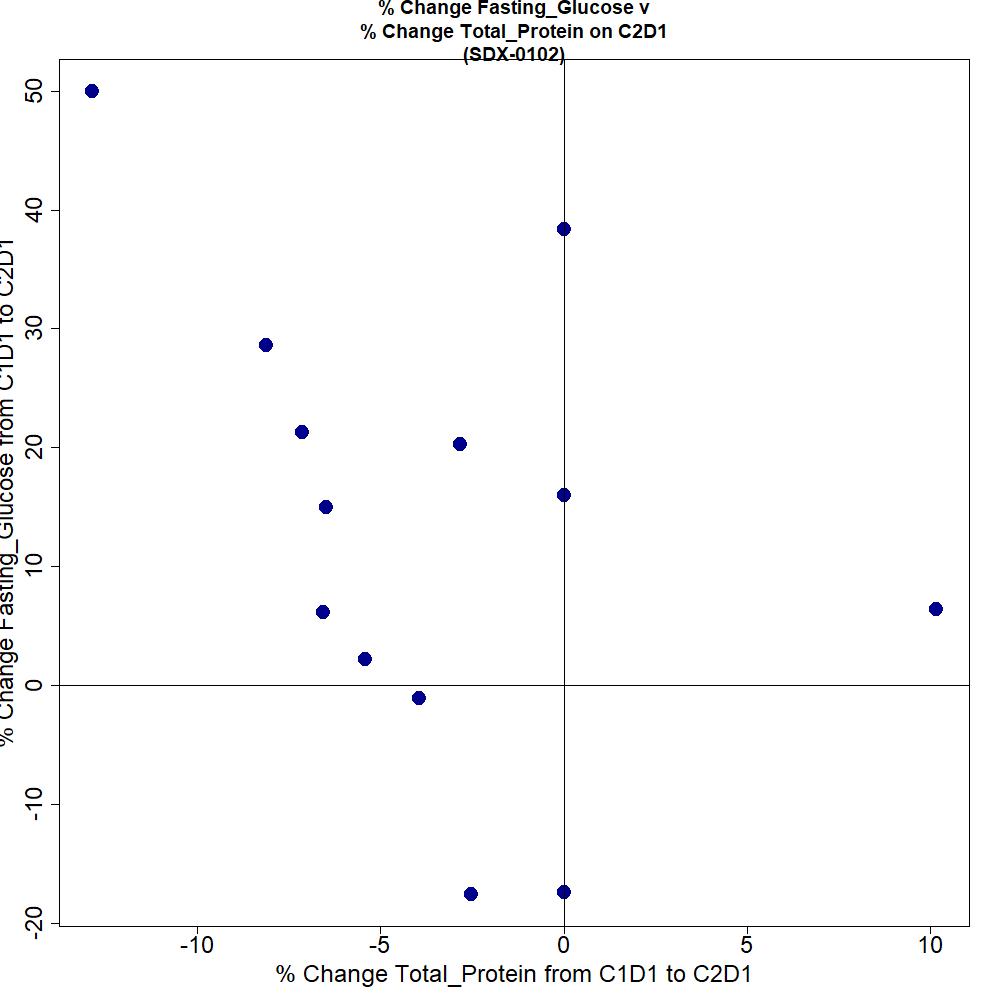 % Change Fasting_Glucose v
% Change Total_Protein on C2D1
(SDX-0102)
% Change Fasting_Glucose from C1D1 to C2D1
50
40
30
20
10
0
-10
-20
-10
-5
0
5
10
% Change Total_Protein from C1D1 to C2D1